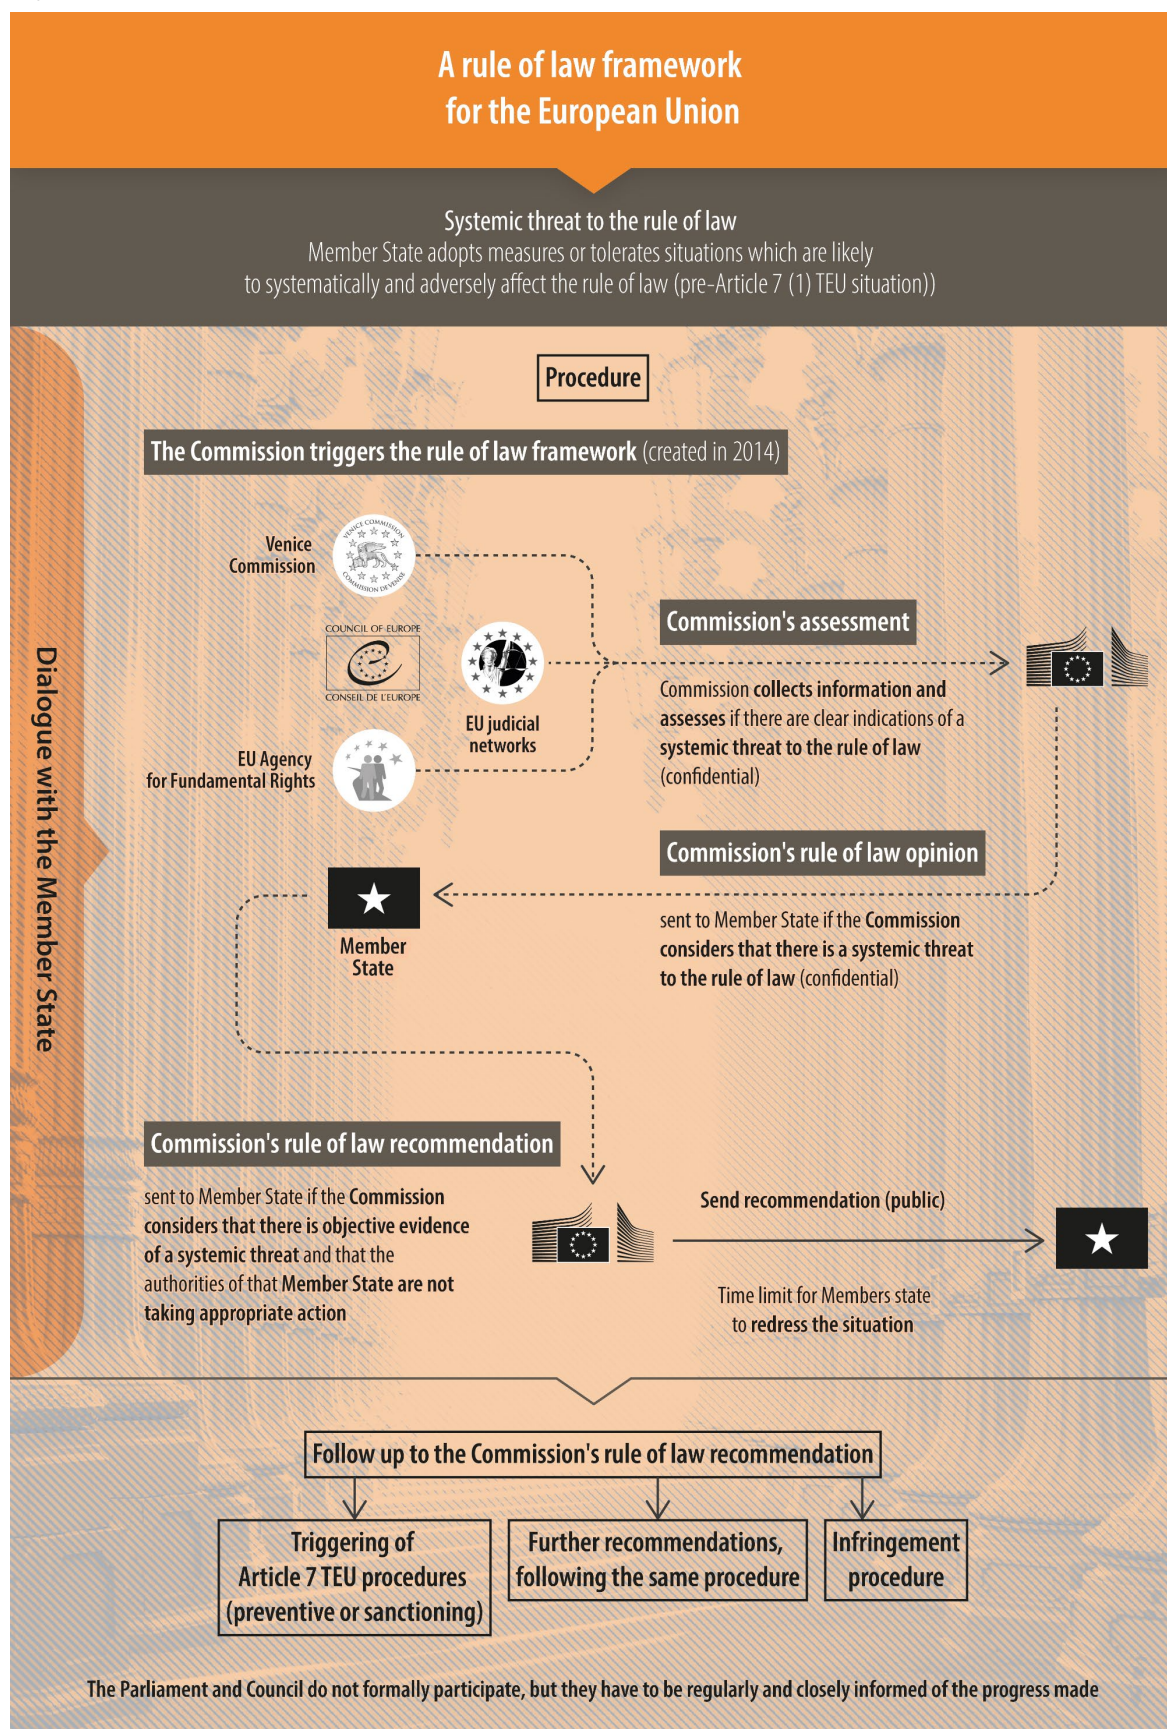 A rule of law framework
for the European Union
Systemic threat to the rule of law
Member State adopts measures or tolerates situations which are likely
to systematically and adversely affect the rule of law (pre-Article 7 (1) TEU situation))
Dialogue with the Member State
Procedure
The Commission triggers the rule of law framework (created in 2014)
VENICE COMMISSION
COMMISSION DE VENISE
Venice
Commission
COUNCIL OF EUROPE
CONSEIL DE L'EUROPE
EU judicial
networks
EU Agency
for Fundamental Rights
Commission's assessment
Commission collects information and
assesses if there are clear indications of a
systemic threat to the rule of law
(confidential)
Commission's rule of law opinion
sent to Member State if the Commission
considers that there is a systemic threat
to the rule of law (confidential)
Member
State
Commission's rule of law recommendation
sent to Member State if the Commission
considers that there is objective evidence
of a systemic threat and that the
authorities of that Member State are not
taking appropriate action
Send recommendation (public)
Time limit for Members state
to redress the situation
Follow up to the Commission's rule of law recommendation
Triggering of
Article 7 TEU procedures
(preventive or sanctioning)
Further recommendations,
following the same procedure
Infringement
procedure
The Parliament and Council do not formally participate, but they have to be regularly and closely informed of the progress made